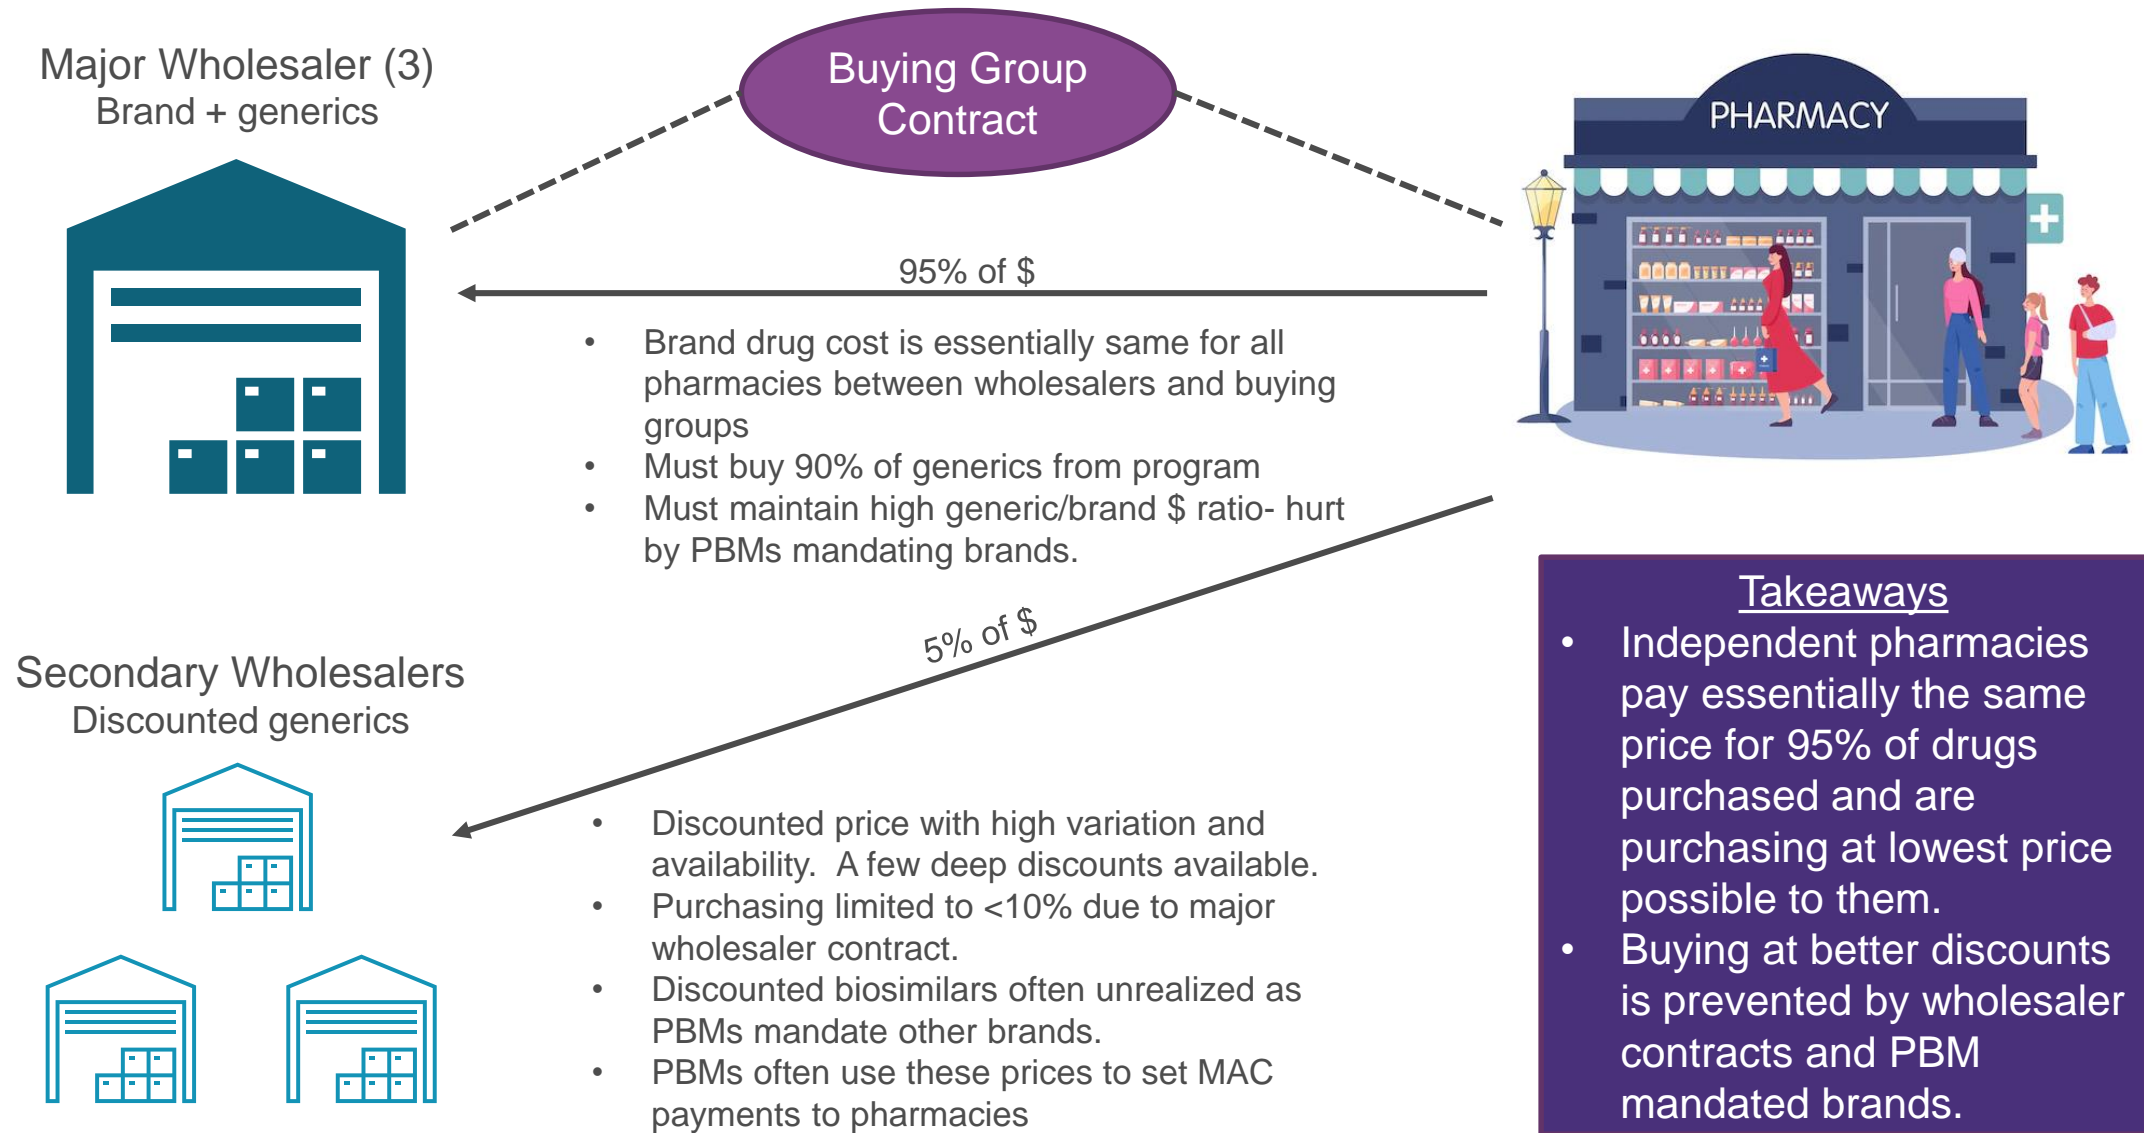 Major Wholesaler (3)
Brand + generics
Buying Group
Contract
PHARMACY
95% of $
• Brand drug cost is essentially same for all
pharmacies between wholesalers and buying
groups
• Must buy 90% of generics from program
• Must maintain high generic/brand $ ratio- hurt
by PBMs mandating brands.
5% of $
Secondary Wholesalers
Discounted generics
• Discounted price with high variation and
availability.  A few deep discounts available.
• Purchasing limited to <10% due to major
wholesaler contract.
• Discounted biosimilars often unrealized as
PBMs mandate other brands.
• PBMs often use these prices to set MAC
payments to pharmacies
Takeaways
• Independent pharmacies
pay essentially the same
price for 95% of drugs
purchased and are
purchasing at lowest price
possible to them.
• Buying at better discounts
is prevented by wholesaler
contracts and PBM
mandated brands.